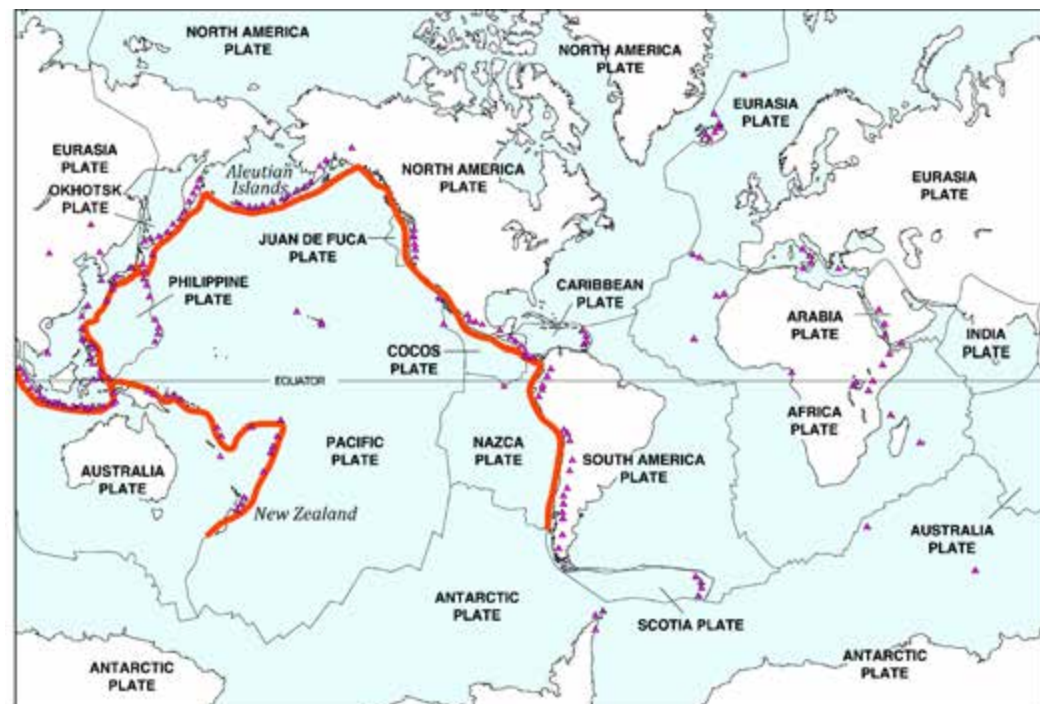 NORTH AMERICA
PLATE
NORTH AMERICA
PLATE
EURASIA
PLATE
EURASIA
PLATE
OKHOTSK
PLATE
Aleutian
Islands
NORTH AMERICA
PLATE
EURASIA
PLATE
JUAN DE FUCA
PLATE
PHILIPPINE
PLATE
CARIBBEAN
PLATE
ARABIA
PLATE
INDIA
PLATE
COCOS
PLATE
EQUATOR
AFRICA
PLATE
AUSTRALIA
PLATE
PACIFIC
PLATE
NAZCA
PLATE
SOUTH AMERICA
PLATE
New Zealand
AUSTRALIA
PLATE
ANTARCTIC
PLATE
SCOTIA PLATE
ANTARCTIC
PLATE
ANTARCTIC
PLATE